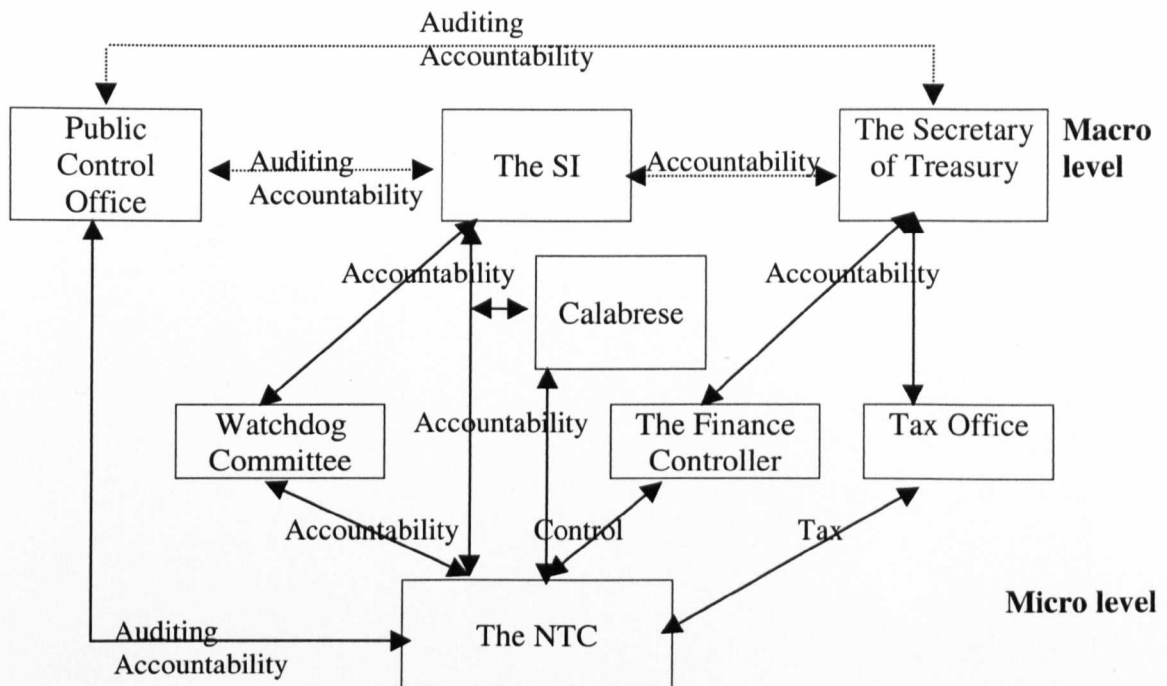 Auditing
Accountability
Public
Control
Office
Auditing
Accountability
The SI
Accountability
The Secretary
of Treasury
Macro
level
Accountability
Calabrese
Accountability
Watchdog
Committee
Accountability
The Finance
Controller
Tax Office
Accountability
Control
Tax
Micro level
Auditing
Accountability
The NTC